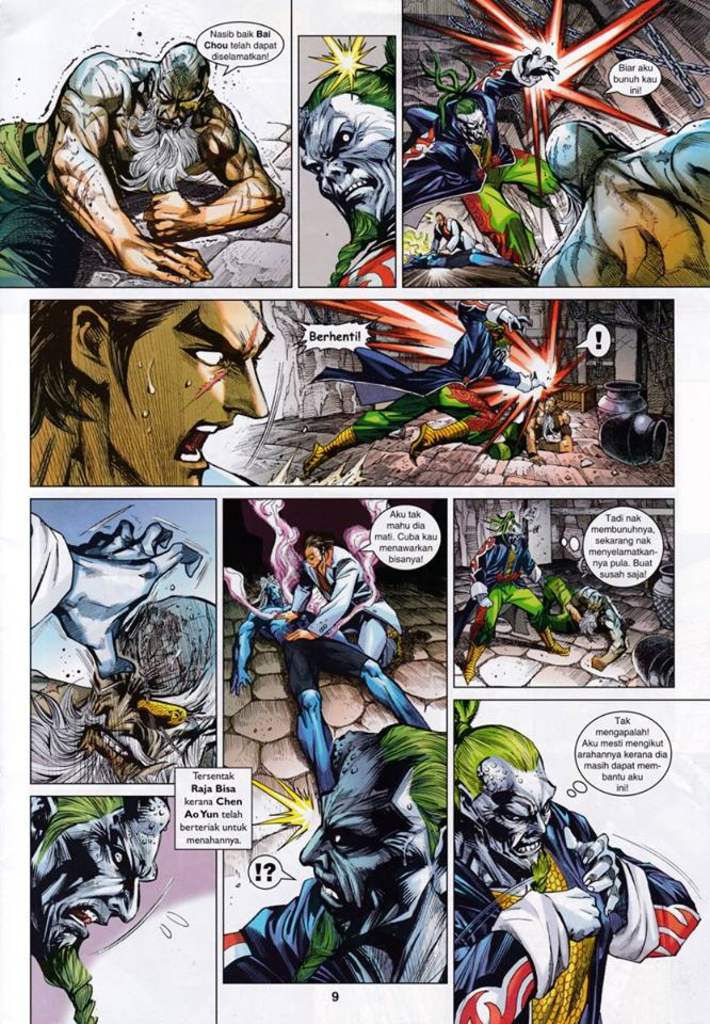 Nasib baik Bai
Chou telah dapat
diselamatkan!
Biar aku
bunuh kau
ini!
Berhenti!
!
Aku tak
mahu dia
mati. Cuba kau
menawarkan
bisanya!
Tadi nak
membunuhnya,
sekarang nak
menyelamatkan-
nya pula. Buat
susah saja!
Tersentak
Raja Bisa
kerana Chen
Ao Yun telah
berteriak untuk
menahannya.
!?
Tak
mengapalah!
Aku mesti mengikut
arahannya kerana dia
masih dapat mem-
bantu aku
ini!
9